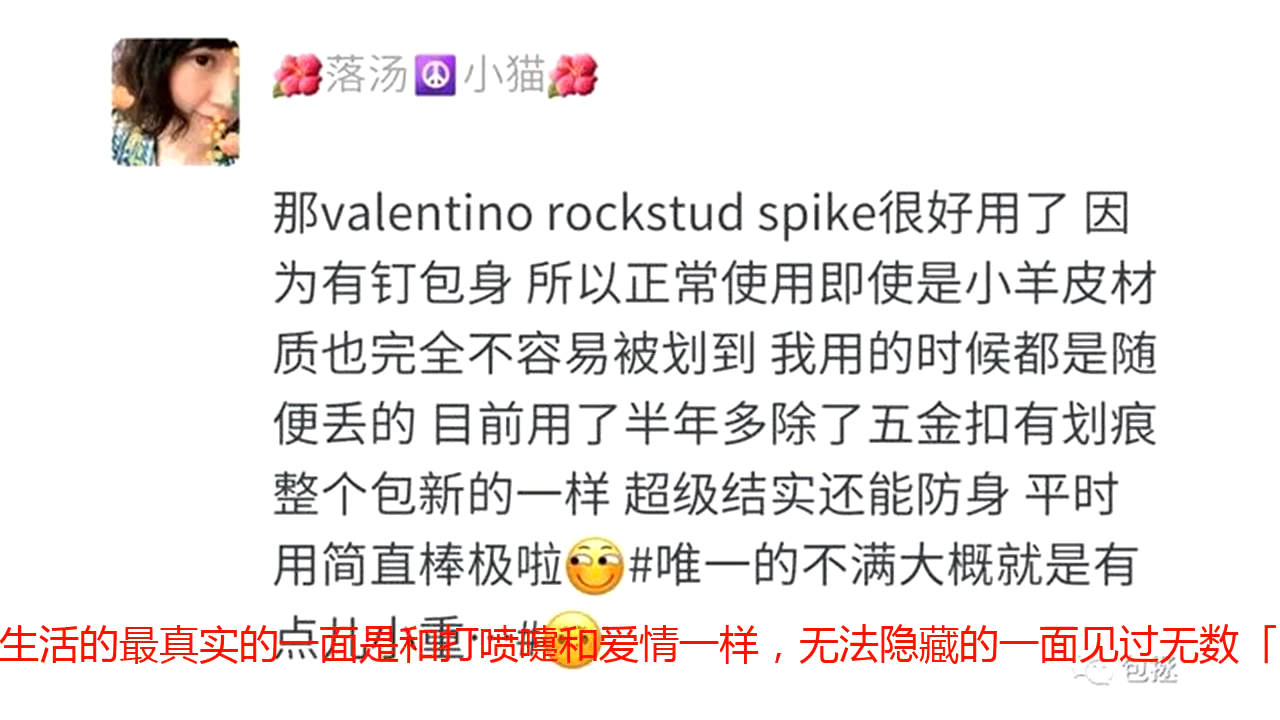 🌺落汤☮️小猫🌺
那valentino rockstud spike很好用了 因
为有钉包身 所以正常使用即使是小羊皮材
质也完全不容易被划到 我用的时候都是随
便丢的 目前用了半年多除了五金扣有划痕
整个包新的一样 超级结实还能防身 平时
用简直棒极啦#唯一的不满大概就是有
点儿小重
生活的最真实的一面是和打喷嚏和爱情一样，无法隐藏的一面见过无数「
包拯